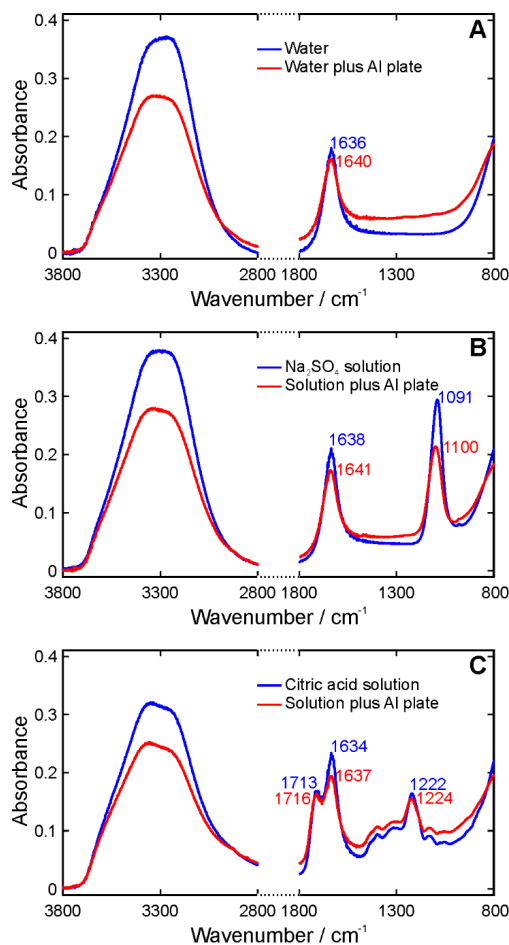 A
0.4
0.3
0.2
0.1
0
Absorbance
Water
Water plus Al plate
1636
1640
3800 3300 2800 1800 1300 800
Wavenumber / cm⁻¹
B
0.4
0.3
0.2
0.1
0
Absorbance
Na₂SO₄ solution
Solution plus Al plate
1091
1638
1100
1641
3800 3300 2800 1800 1300 800
Wavenumber / cm⁻¹
C
0.4
0.3
0.2
0.1
0
Absorbance
Citric acid solution
Solution plus Al plate
1634
1713 1637 1222
1716 1224
3800 3300 2800 1800 1300 800
Wavenumber / cm⁻¹